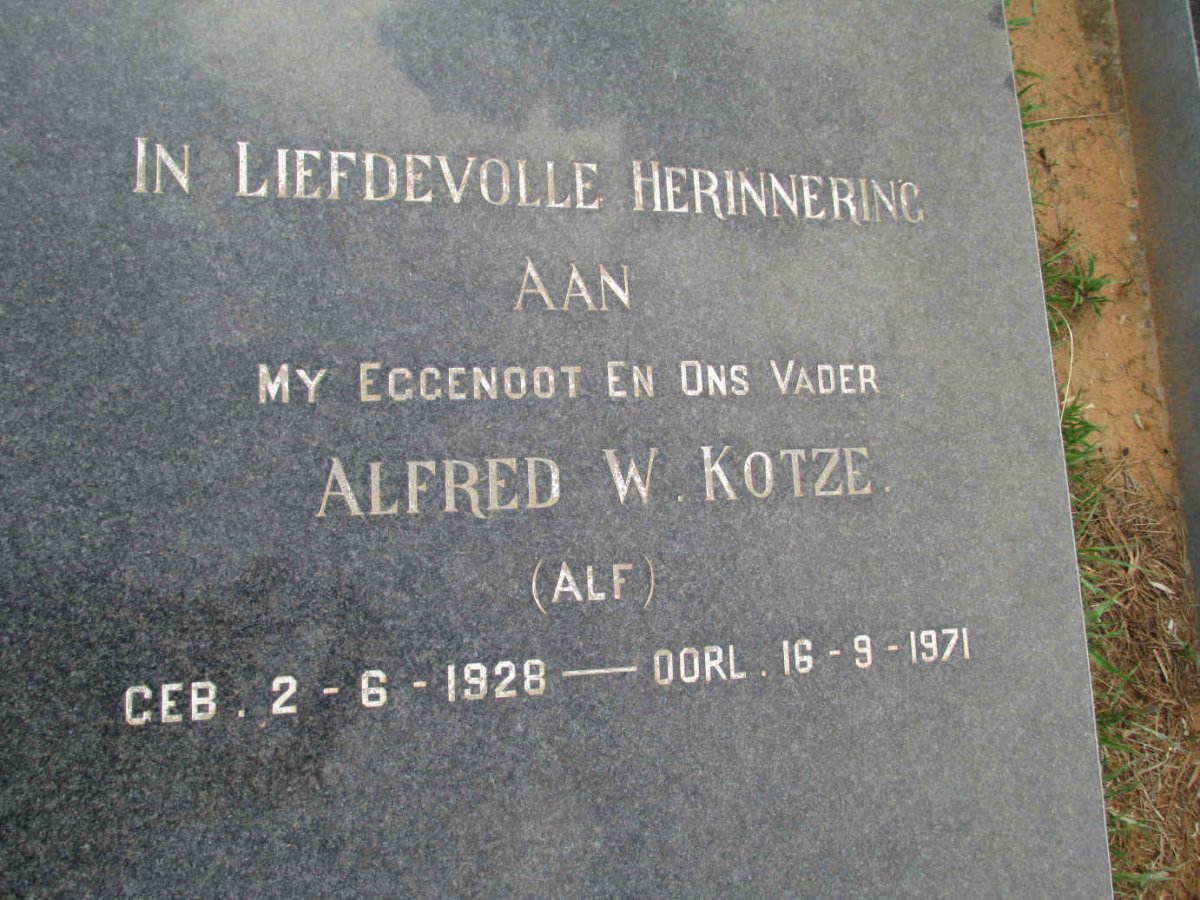 In Liefdevolle Herinnering
Aan
My Eggenoot En Ons Vader
Alfred W. Kotze.
(ALF)
GEB. 2-6-1928 — OORL. 16-9-1971